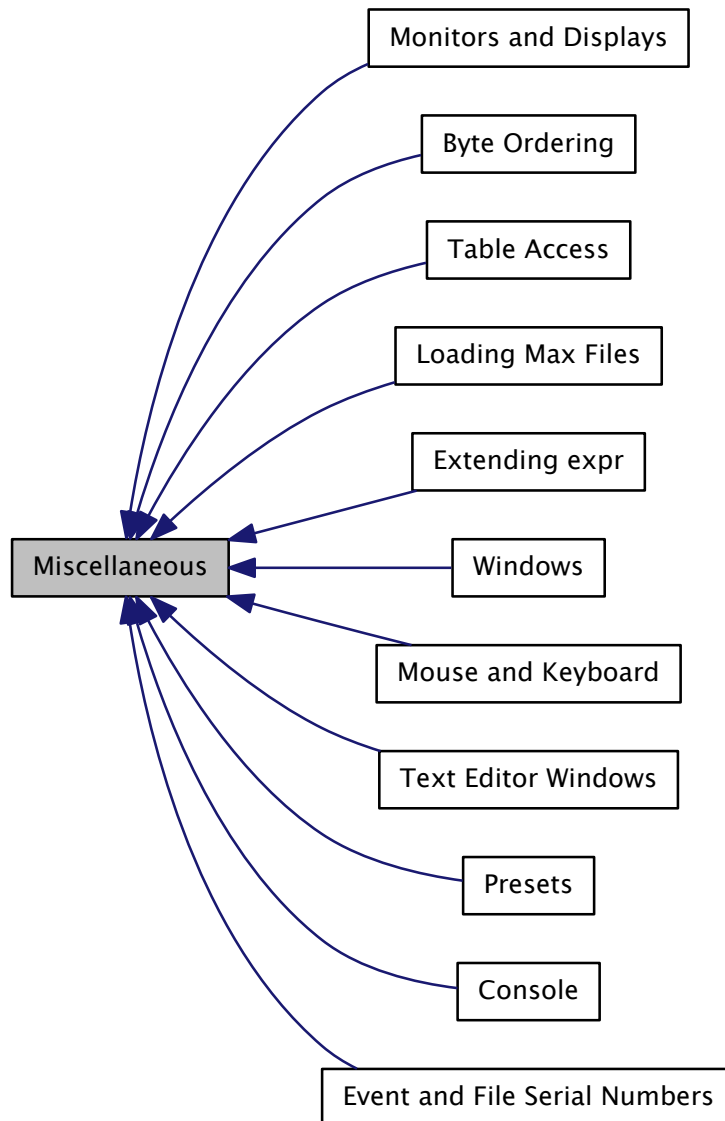 Monitors and Displays
Byte Ordering
Table Access
Loading Max Files
Extending expr
Miscellaneous
Windows
Mouse and Keyboard
Text Editor Windows
Presets
Console
Event and File Serial Numbers